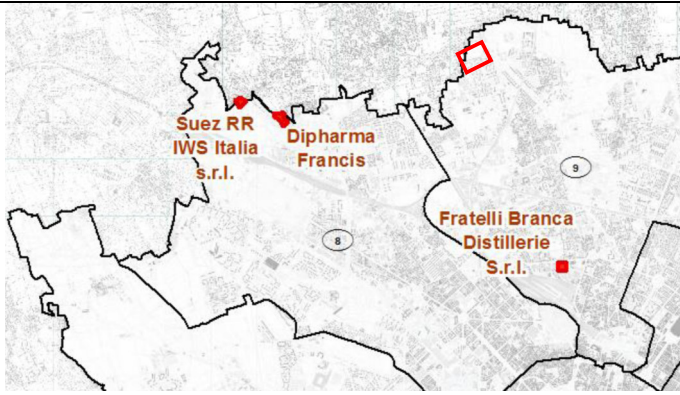 Suez RR
IWS Italia
s.r.l.
Dipharma
Francis
9
Fratelli Branca
Distillerie
S.r.l.
8